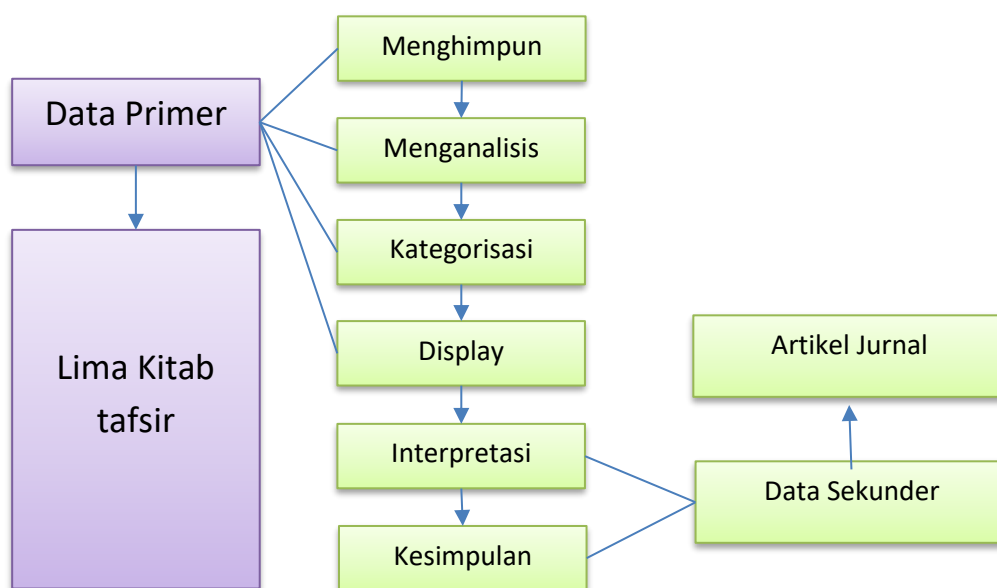 Data Primer
Lima Kitab
tafsir
Menghimpun
Menganalisis
Kategorisasi
Display
Interpretasi
Kesimpulan
Artikel Jurnal
Data Sekunder